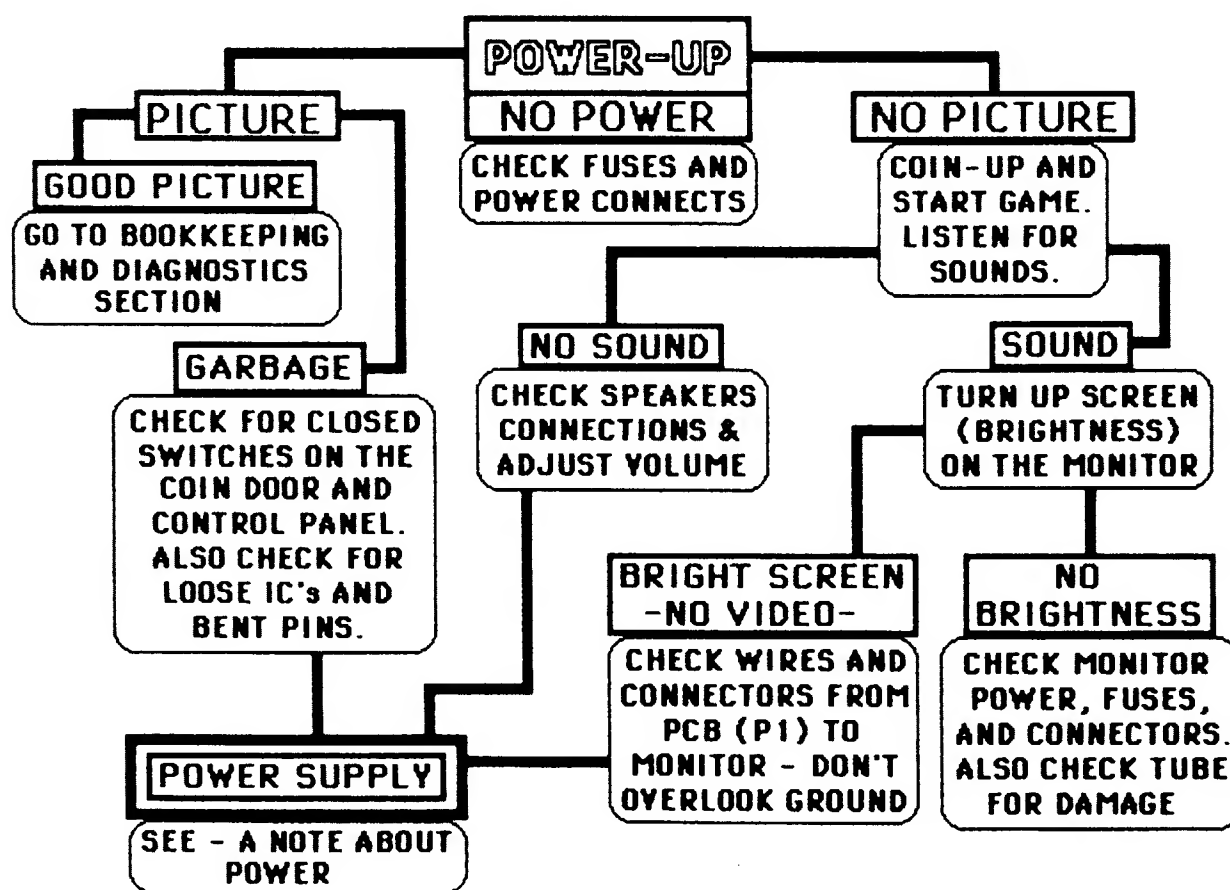 POWER-UP
NO POWER
CHECK FUSES AND
POWER CONNECTS
PICTURE
GOOD PICTURE
GO TO BOOKKEEPING
AND DIAGNOSTICS
SECTION
GARBAGE
CHECK FOR CLOSED
SWITCHES ON THE
COIN DOOR AND
CONTROL PANEL.
ALSO CHECK FOR
LOOSE IC's AND
BENT PINS.
NO PICTURE
COIN-UP AND
START GAME.
LISTEN FOR
SOUNDS.
NO SOUND
CHECK SPEAKERS
CONNECTIONS &
ADJUST VOLUME
SOUND
TURN UP SCREEN
(BRIGHTNESS)
ON THE MONITOR
BRIGHT SCREEN
-NO VIDEO-
CHECK WIRES AND
CONNECTORS FROM
PCB (P1) TO
MONITOR - DON'T
OVERLOOK GROUND
NO
BRIGHTNESS
CHECK MONITOR
POWER, FUSES,
AND CONNECTORS.
ALSO CHECK TUBE
FOR DAMAGE
POWER SUPPLY
SEE - A NOTE ABOUT
POWER